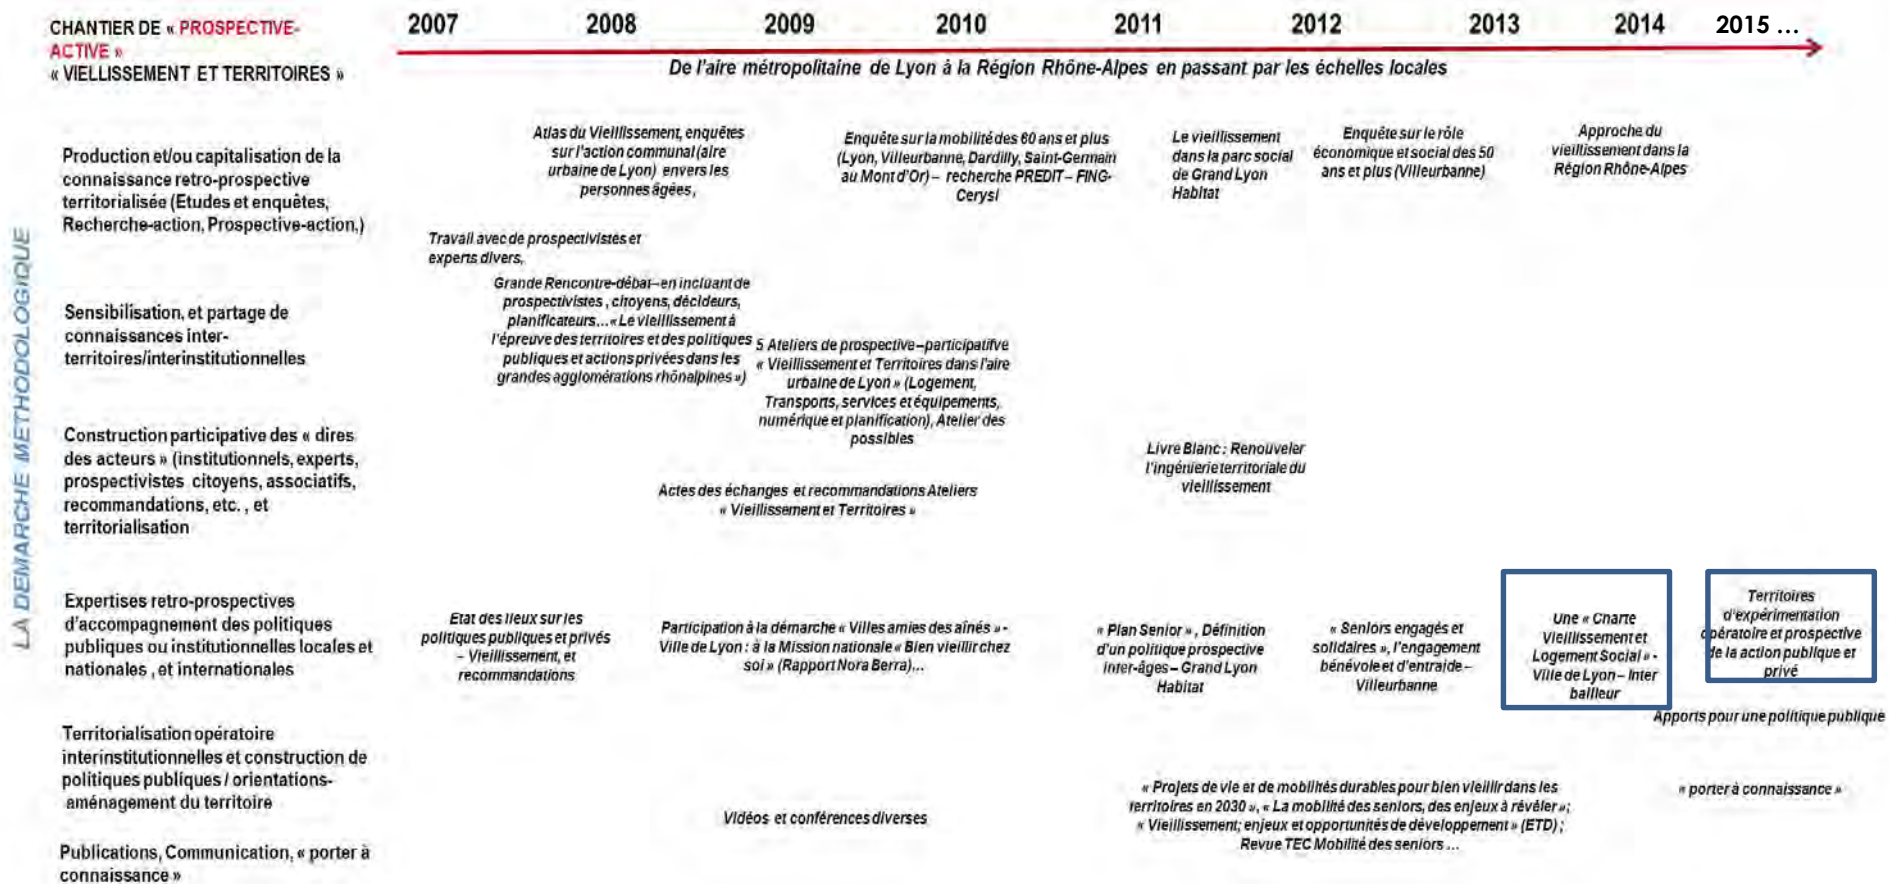 CHANTIER DE « PROSPECTIVE-
ACTIVE »
« VIELLISSEMENT ET TERRITOIRES »
2007 2008 2009 2010 2011 2012 2013 2014 2015 ...
De l'aire métropolitaine de Lyon à la Région Rhône-Alpes en passant par les échelles locales
LA DEMARCHE METHODOLOGIQUE
Production et/ou capitalisation de la
connaissance retro-prospective
territorialisée (Etudes et enquêtes,
Recherche-action, Prospective-action,)
Atlas du Vieillissement, enquêtes
sur l'action communal (aire
urbaine de Lyon) envers les
personnes âgées,
Enquête sur la mobilité des 60 ans et plus
(Lyon, Villeurbanne, Dardilly, Saint-Germain
au Mont d'Or) – recherche PREDIT – FING-
Cerysi
Le vieillissement
dans la parc social
de Grand Lyon
Habitat
Enquête sur le rôle
économique et social des 50
ans et plus (Villeurbanne)
Approche du
vieillissement dans la
Région Rhône-Alpes
Travail avec de prospectivistes et
experts divers,
Sensibilisation, et partage de
connaissances inter-
territoires/interinstitutionnelles
Grande Rencontre-débat–en incluant de
prospectivistes , citoyens, décideurs,
planificateurs...« Le vieillissement à
l'épreuve des territoires et des politiques
publiques et actions privées dans les
grandes agglomérations rhônalpines »)
5 Ateliers de prospective –participatifve
« Vieillissement et Territoires dans l'aire
urbaine de Lyon » (Logement,
Transports, services et équipements,
numérique et planification), Atelier des
possibles
Construction participative des « dires
des acteurs » (institutionnels, experts,
prospectivistes citoyens, associatifs,
recommandations, etc. , et
territorialisation
Actes des échanges et recommandations Ateliers
« Vieillissement et Territoires »
Livre Blanc : Renouveler
l'ingénierie territoriale du
vieillissement
Expertises retro-prospectives
d'accompagnement des politiques
publiques ou institutionnelles locales et
nationales , et internationales
Etat des lieux sur les
politiques publiques et privés
– Vieillissement, et
recommandations
Participation à la démarche « Villes amies des aînés » -
Ville de Lyon : à la Mission nationale « Bien vieillir chez
soi » (Rapport Nora Berra)...
« Plan Senior » , Définition
d'un politique prospective
inter-âges – Grand Lyon
Habitat
« Seniors engagés et
solidaires », l'engagement
bénévole et d'entraide –
Villeurbanne
Une « Charte
Vieillissement et
Logement Social » -
Ville de Lyon – Inter
bailleur
Territoires
d'expérimentation
opératoire et prospective
de la action publique et
privé
Apports pour une politique publique
Territorialisation opératoire
interinstitutionnelles et construction de
politiques publiques / orientations-
aménagement du territoire
« porter à connaissance »
Publications, Communication, « porter à
connaissance »
Vidéos et conférences diverses
« Projets de vie et de mobilités durables pour bien vieillir dans les
territoires en 2030 », « La mobilité des seniors, des enjeux à révéler »;
« Vieillissement; enjeux et opportunités de développement » (ETD) ;
Revue TEC Mobilité des seniors ...